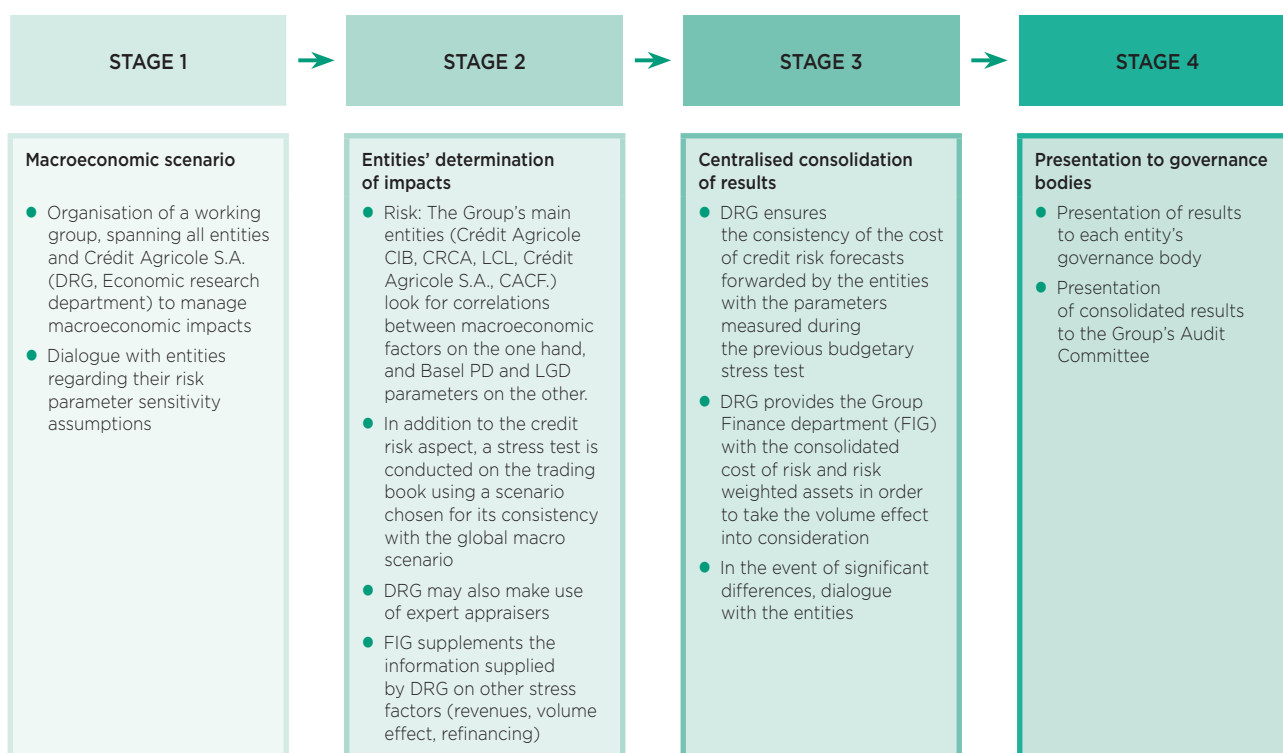 STAGE 1
STAGE 2
STAGE 3
STAGE 4
Macroeconomic scenario
● Organisation of a working
group, spanning all entities
and Crédit Agricole S.A.
(DRG, Economic research
department) to manage
macroeconomic impacts
● Dialogue with entities
regarding their risk
parameter sensitivity
assumptions
Entities’ determination
of impacts
● Risk: The Group’s main
entities (Crédit Agricole
CIB, CRCA, LCL, Crédit
Agricole S.A., CACF.)
look for correlations
between macroeconomic
factors on the one hand,
and Basel PD and LGD
parameters on the other.
● In addition to the credit
risk aspect, a stress test is
conducted on the trading
book using a scenario
chosen for its consistency
with the global macro
scenario
● DRG may also make use
of expert appraisers
● FIG supplements the
information supplied
by DRG on other stress
factors (revenues, volume
effect, refinancing)
Centralised consolidation
of results
● DRG ensures
the consistency of the cost
of credit risk forecasts
forwarded by the entities
with the parameters
measured during
the previous budgetary
stress test
● DRG provides the Group
Finance department (FIG)
with the consolidated
cost of risk and risk
weighted assets in order
to take the volume effect
into consideration
● In the event of significant
differences, dialogue
with the entities
Presentation to governance
bodies
● Presentation of results
to each entity’s
governance body
● Presentation
of consolidated results
to the Group’s Audit
Committee